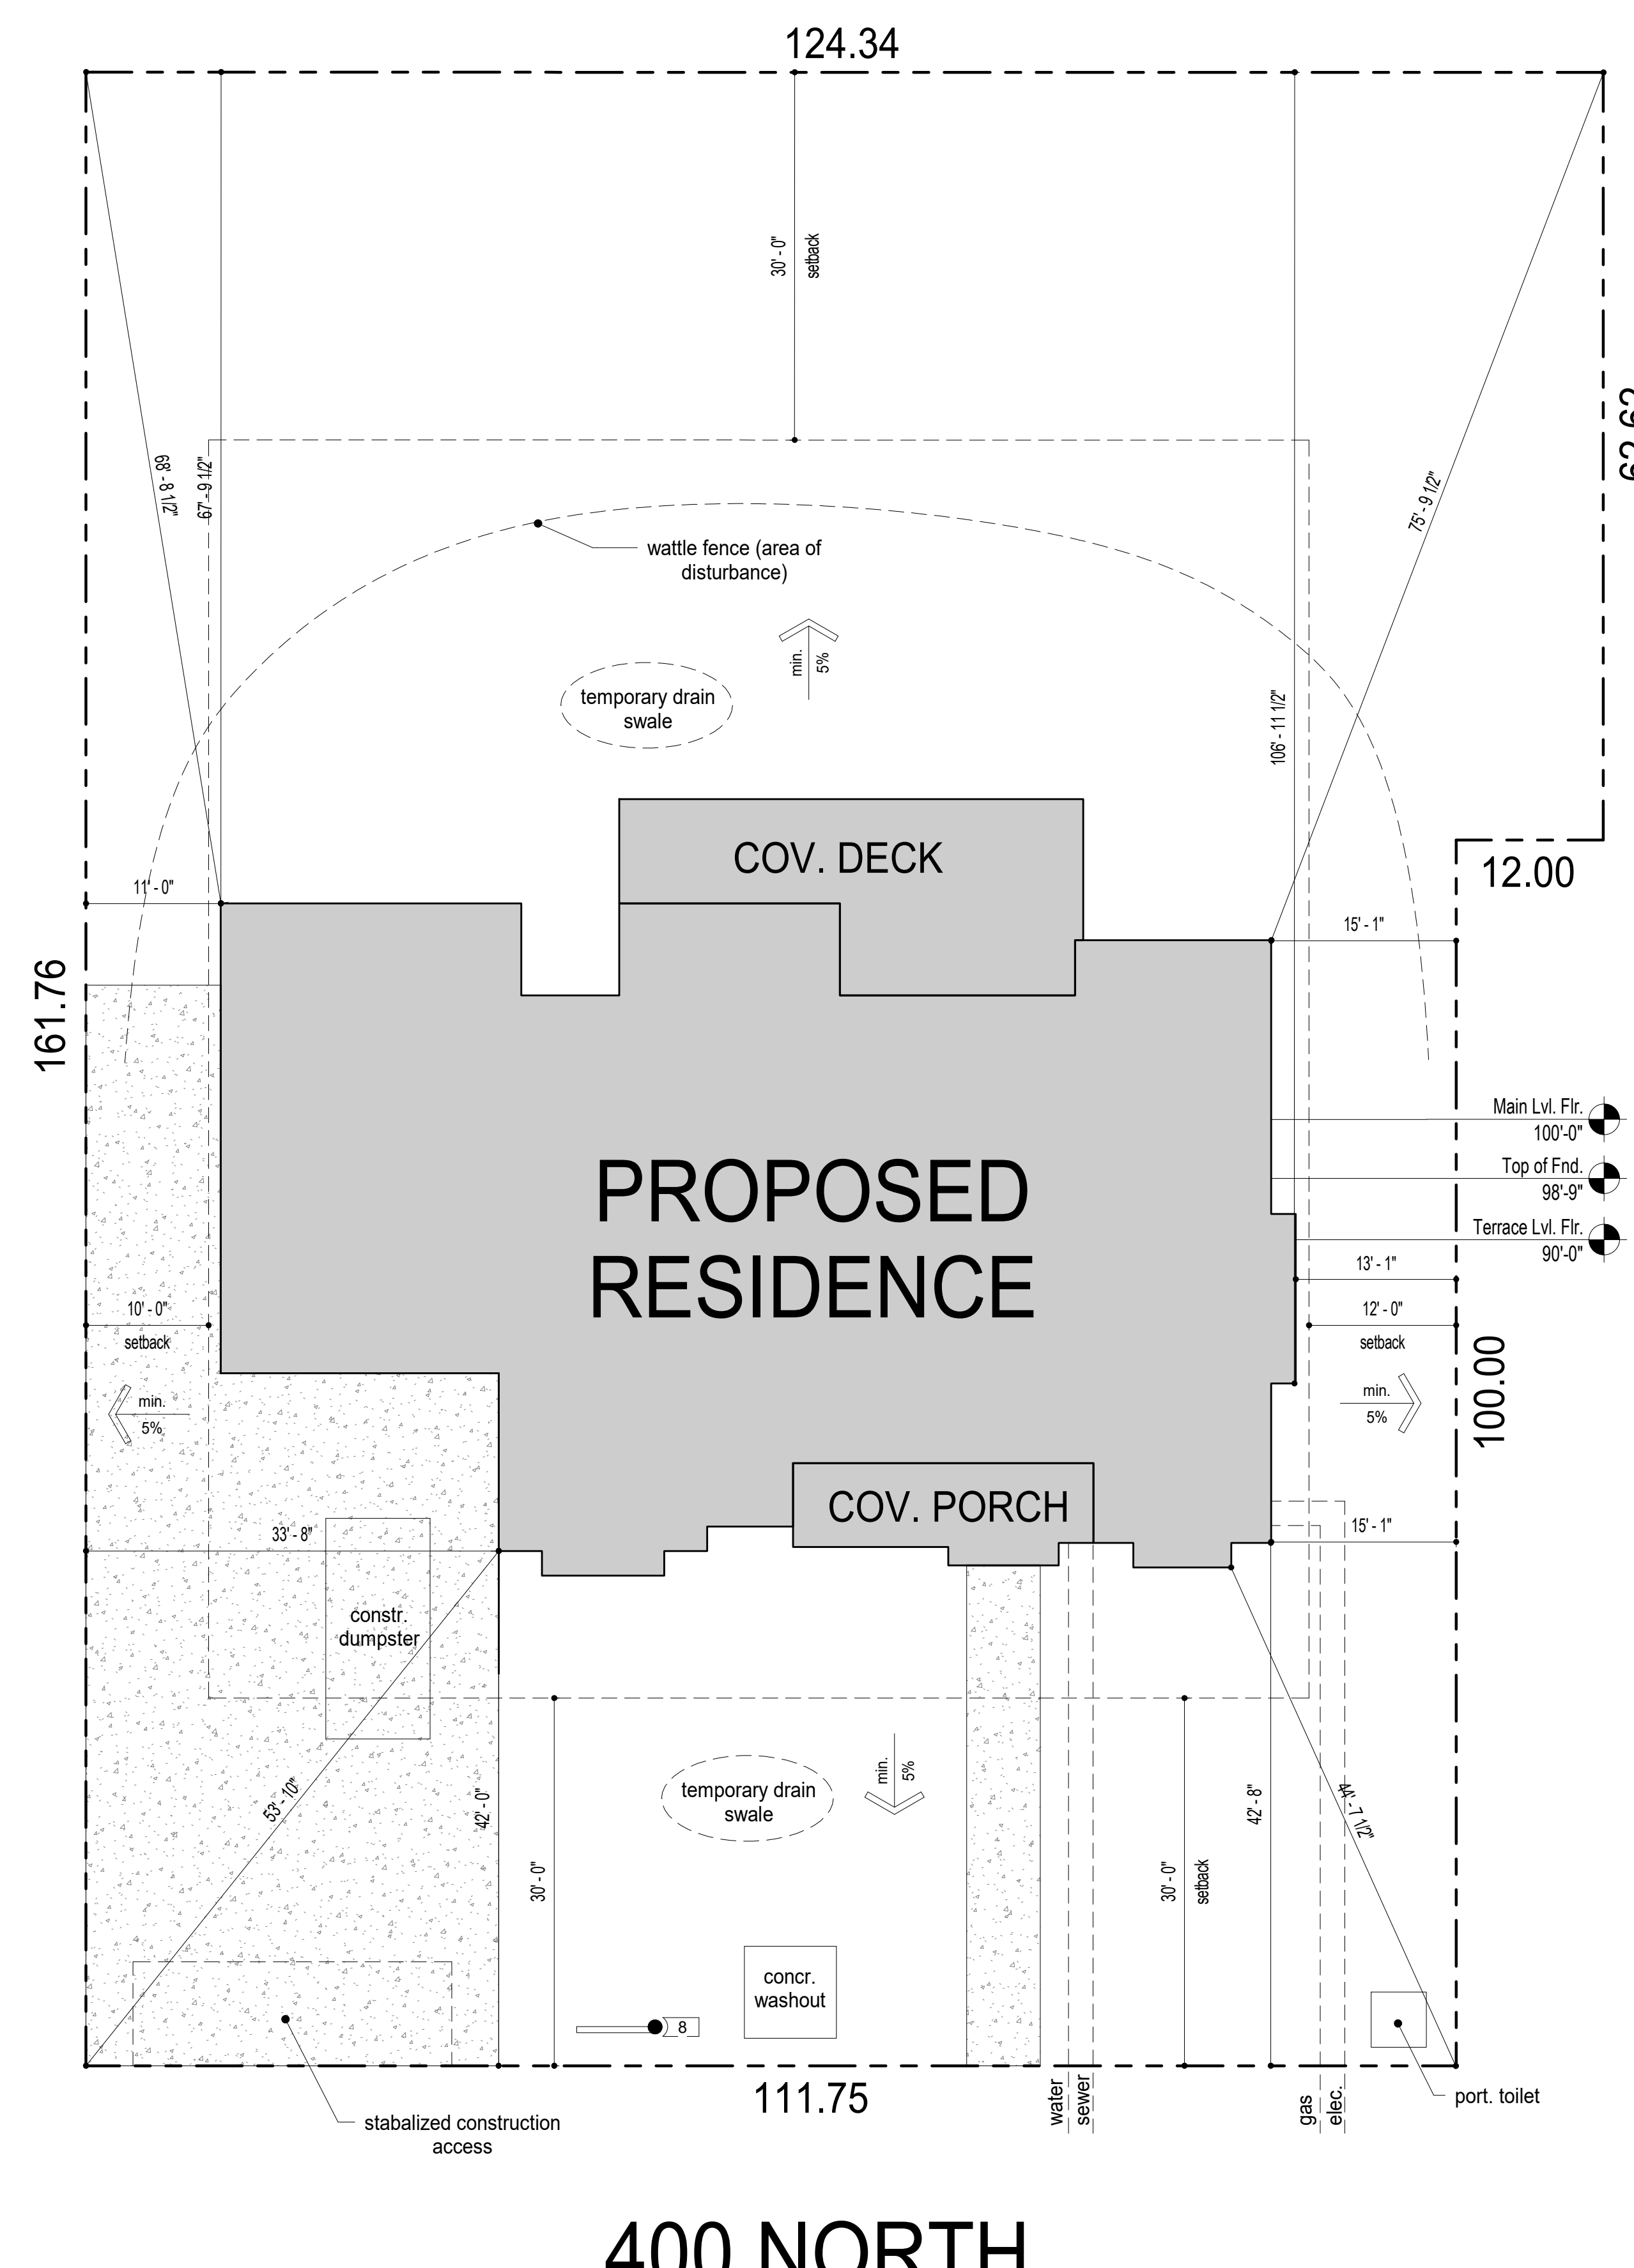 124.34
30' - 0"
setback
62.62
68' - 8 1/2"
67' - 9 1/2"
75' - 9 1/2"
wattle fence (area of
disturbance)
min.
5%
temporary drain
swale
106' - 11 1/2"
COV. DECK
12.00
11' - 0"
15' - 1"
161.76
Main Lvl. Flr.
100'-0"
Top of Fnd.
98'-9"
Terrace Lvl. Flr.
90'-0"
PROPOSED
RESIDENCE
13' - 1"
10' - 0"
setback
12' - 0"
setback
min.
5%
min.
5%
100.00
COV. PORCH
33' - 8"
15' - 1"
constr.
dumpster
53' - 10"
42' - 0"
30' - 0"
temporary drain
swale
min.
5%
30' - 0"
setback
42' - 8"
44' - 7 1/2"
concr.
washout
8
111.75
water
sewer
gas
elec.
port. toilet
stabalized construction
access
400 NORTH